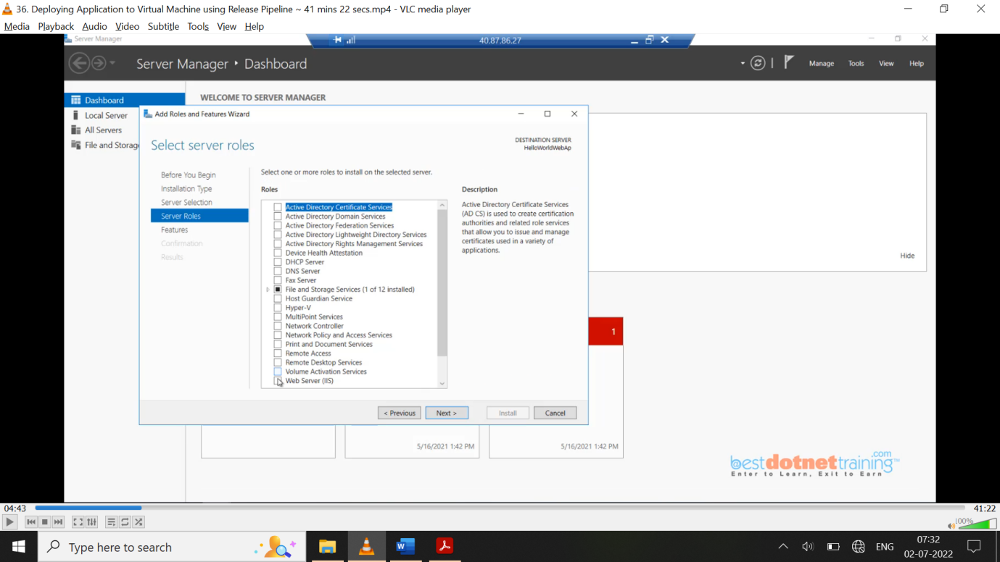 36. Deploying Application to Virtual Machine using Release Pipeline ~ 41 mins 22 secs.mp4 - VLC media player
Media Playback Audio Video Subtitle Tools View Help
Server Manager
40.87.86.27
Server Manager ‣ Dashboard
Manage Tools View Help
Dashboard
Local Server
All Servers
File and Storag
WELCOME TO SERVER MANAGER
Add Roles and Features Wizard
Select server roles
DESTINATION SERVER
HelloWorldWebAp
Before You Begin
Installation Type
Server Selection
Server Roles
Features
Confirmation
Results
Select one or more roles to install on the selected server.
Roles
Active Directory Certificate Services
Active Directory Domain Services
Active Directory Federation Services
Active Directory Lightweight Directory Services
Active Directory Rights Management Services
Device Health Attestation
DHCP Server
DNS Server
Fax Server
File and Storage Services (1 of 12 installed)
Host Guardian Service
Hyper-V
MultiPoint Services
Network Controller
Network Policy and Access Services
Print and Document Services
Remote Access
Remote Desktop Services
Volume Activation Services
Web Server (IIS)
Description
Active Directory Certificate Services
(AD CS) is used to create certification
authorities and related role services
that allow you to issue and manage
certificates used in a variety of
applications.
Hide
1
< Previous Next > Install Cancel
5/16/2021 1:42 PM
5/16/2021 1:42 PM
bestdotnettraining.com™
Enter to Learn, Exit to Earn
04:43
41:22
100%
Type here to search
ENG
07:32
02-07-2022